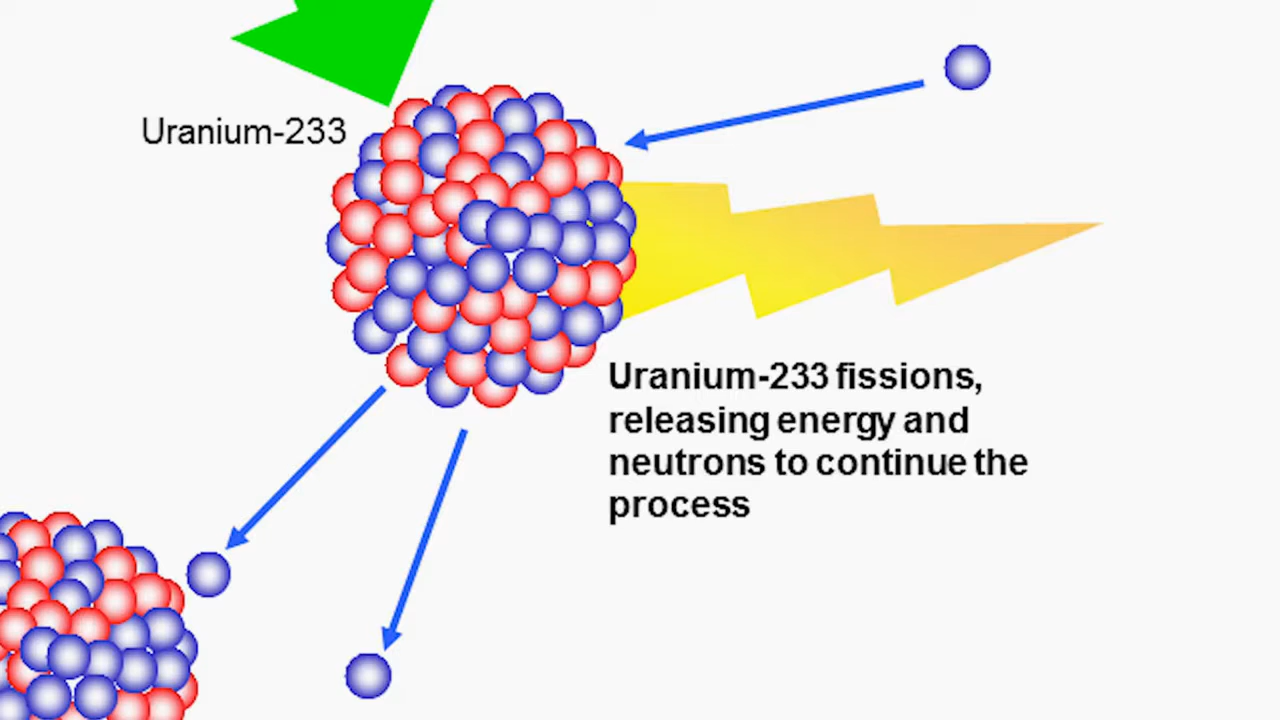 Uranium-233
Uranium-233 fissions,
releasing energy and
neutrons to continue the
process